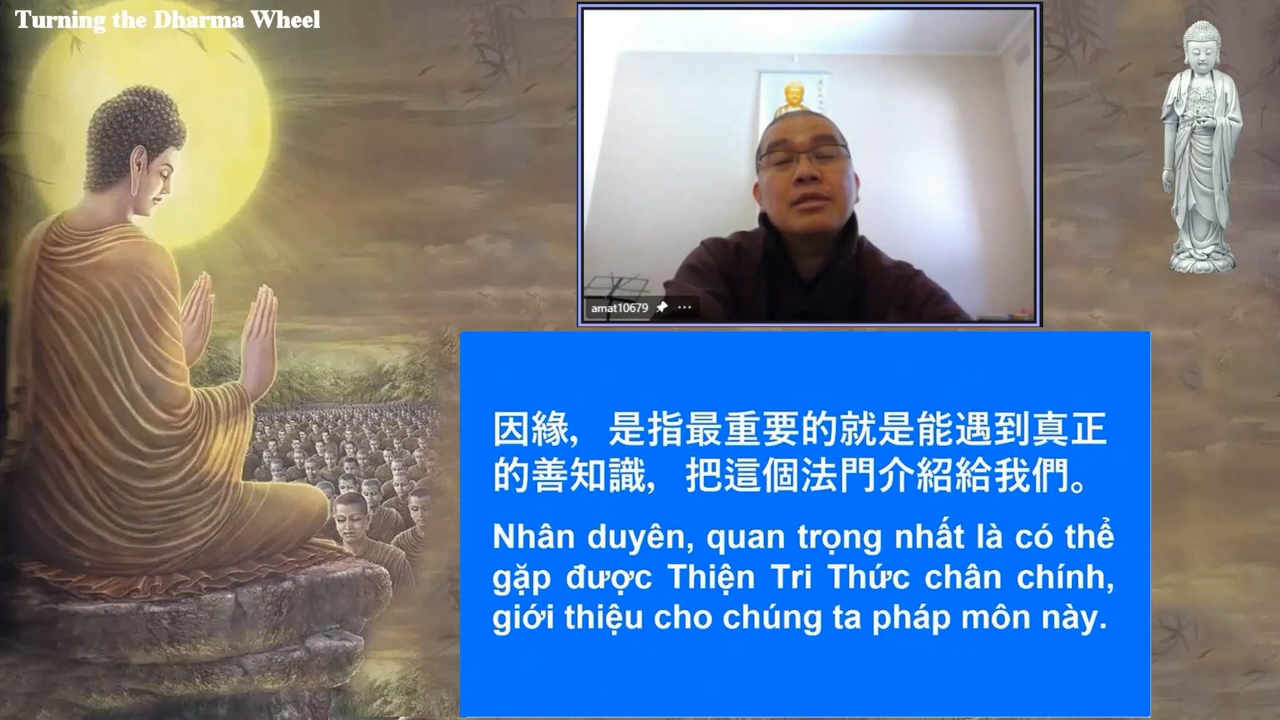 Turning the Dharma Wheel
amat10679
因緣，是指最重要的就是能遇到真正
的善知識，把這個法門介紹給我們。
Nhân duyên, quan trọng nhất là có thể
gặp được Thiện Tri Thức chân chính,
giới thiệu cho chúng ta pháp môn này.